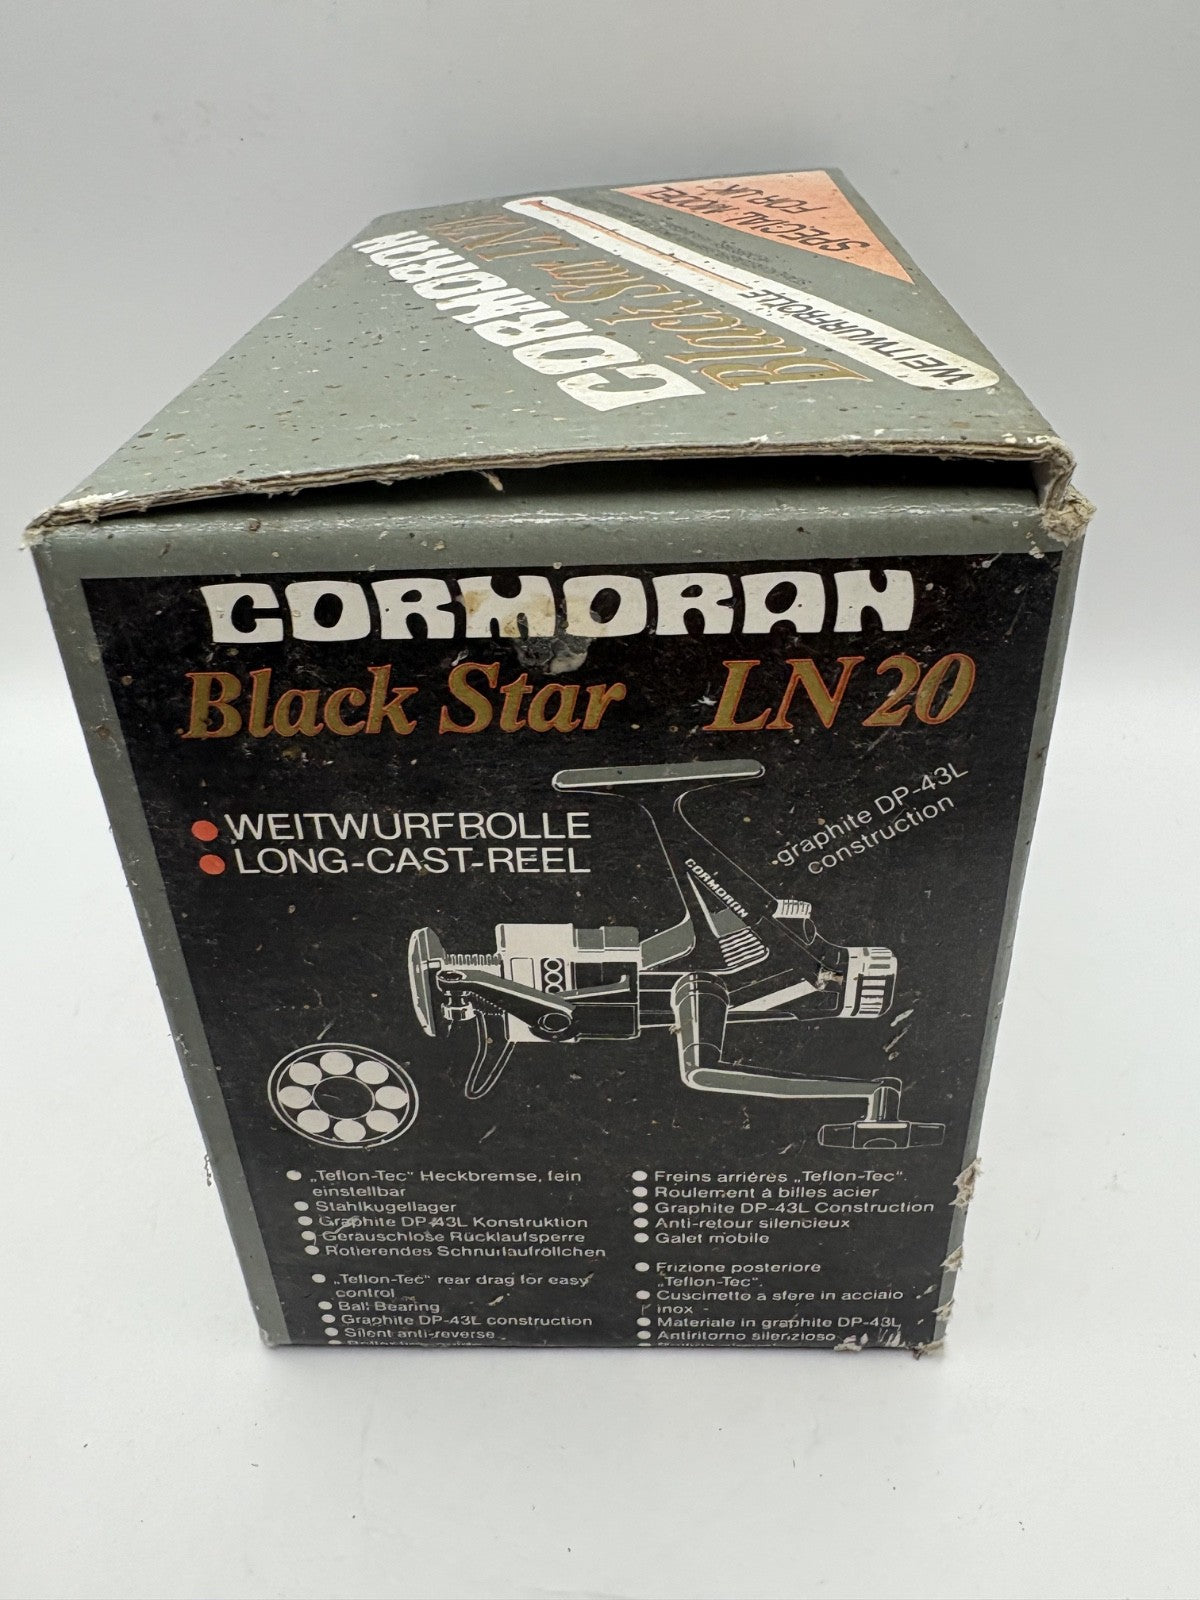 SPECIAL MODEL
FOR UK
WEITWURFROLLE
Black Star
CORMORAN
CORMORAN
CORMORAN
Black Star LN 20
WEITWURFROLLE
LONG-CAST-REEL
graphite DP-43L
construction
CORMORAN
„Teflon-Tec“ Heckbremse, fein
einstellbar
Stahlkugellager
Graphite DP-43L Konstruktion
Geräuschlose Rücklaufsperre
Rotierendes Schnurlaufröllchen
„Teflon-Tec“ rear drag for easy
control
Ball Bearing
Graphite DP-43L construction
Silent anti-reverse
Freins arrières „Teflon-Tec“.
Roulement à billes acier
Graphite DP-43L Construction
Anti-retour silencieux
Galet mobile
Frizione posteriore
„Teflon-Tec“.
Cuscinetto a sfere in acciaio
inox
Materiale in graphite DP-43L
Antiritorno silenzioso